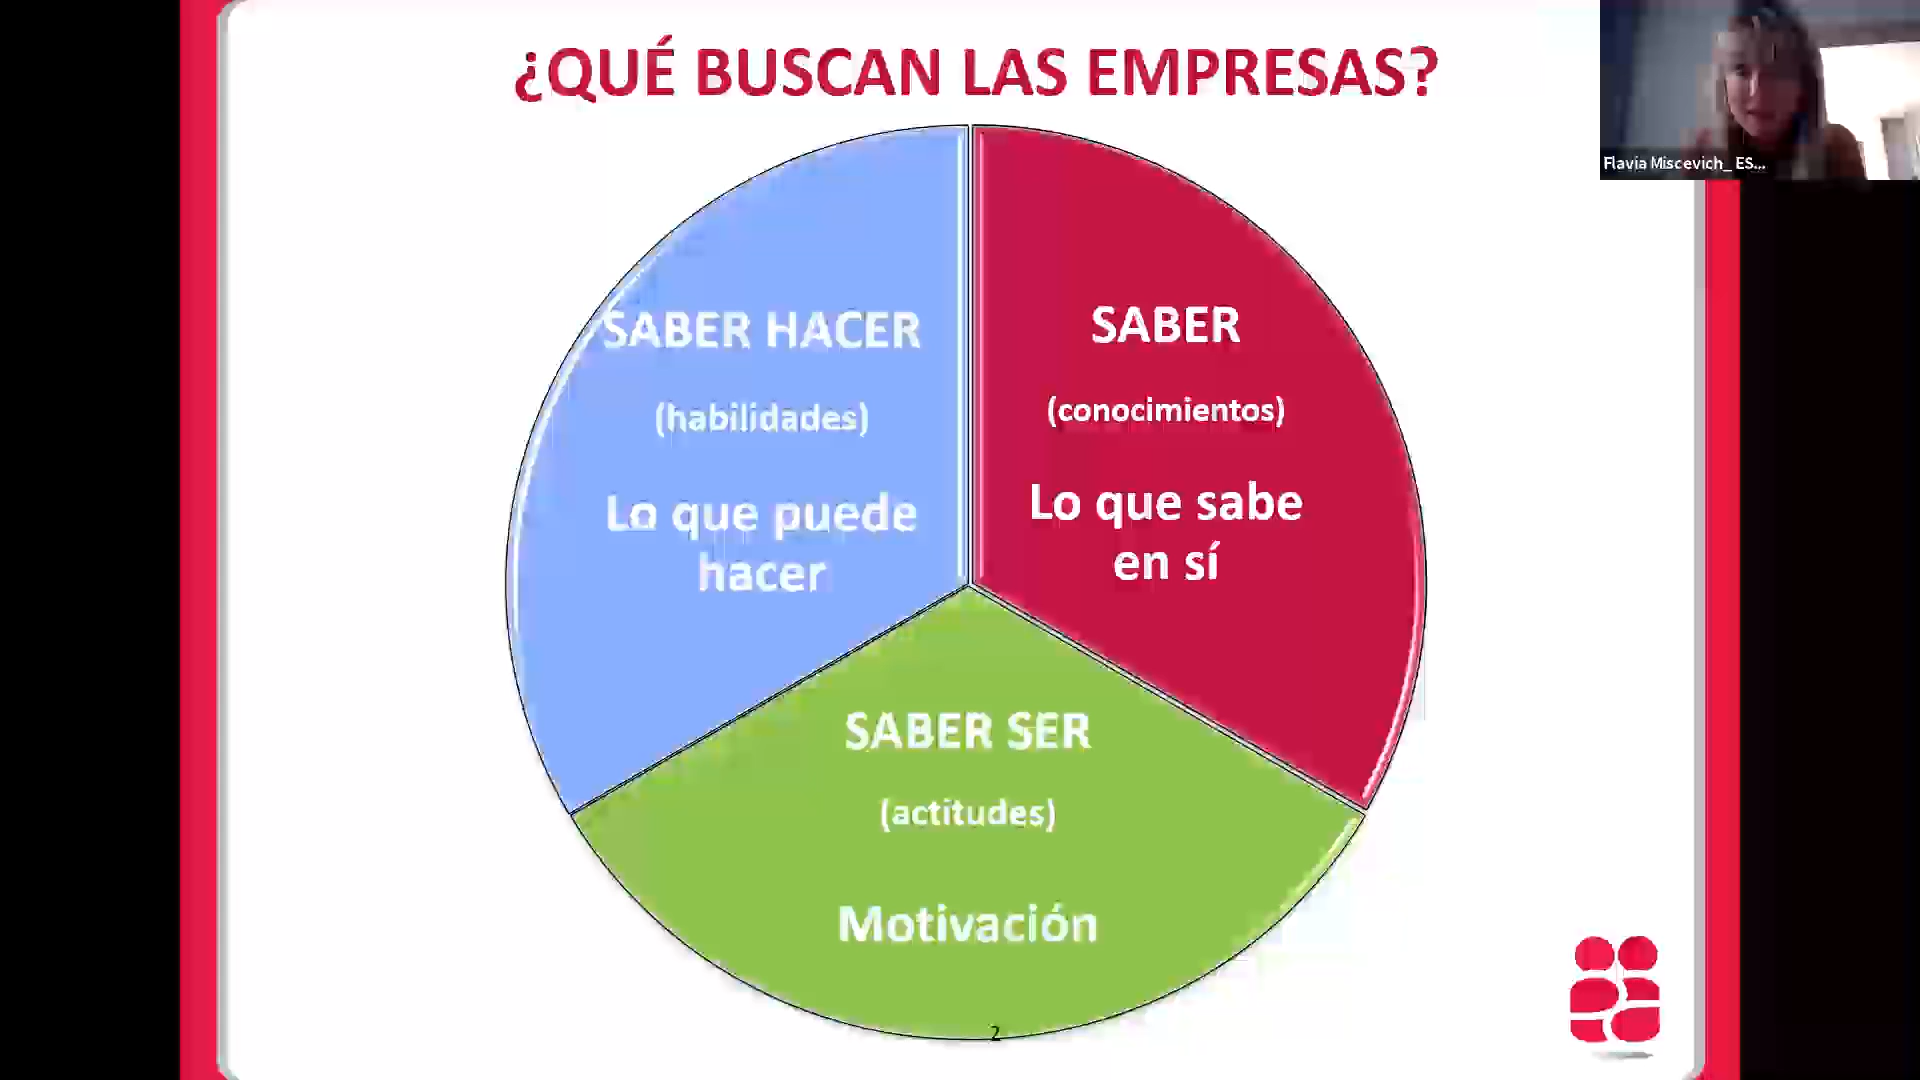 ¿QUÉ BUSCAN LAS EMPRESAS?
Flavia Miscevich_ ES...
SABER HACER
(habilidades)
Lo que puede
hacer
SABER
(conocimientos)
Lo que sabe
en sí
SABER SER
(actitudes)
Motivación
2